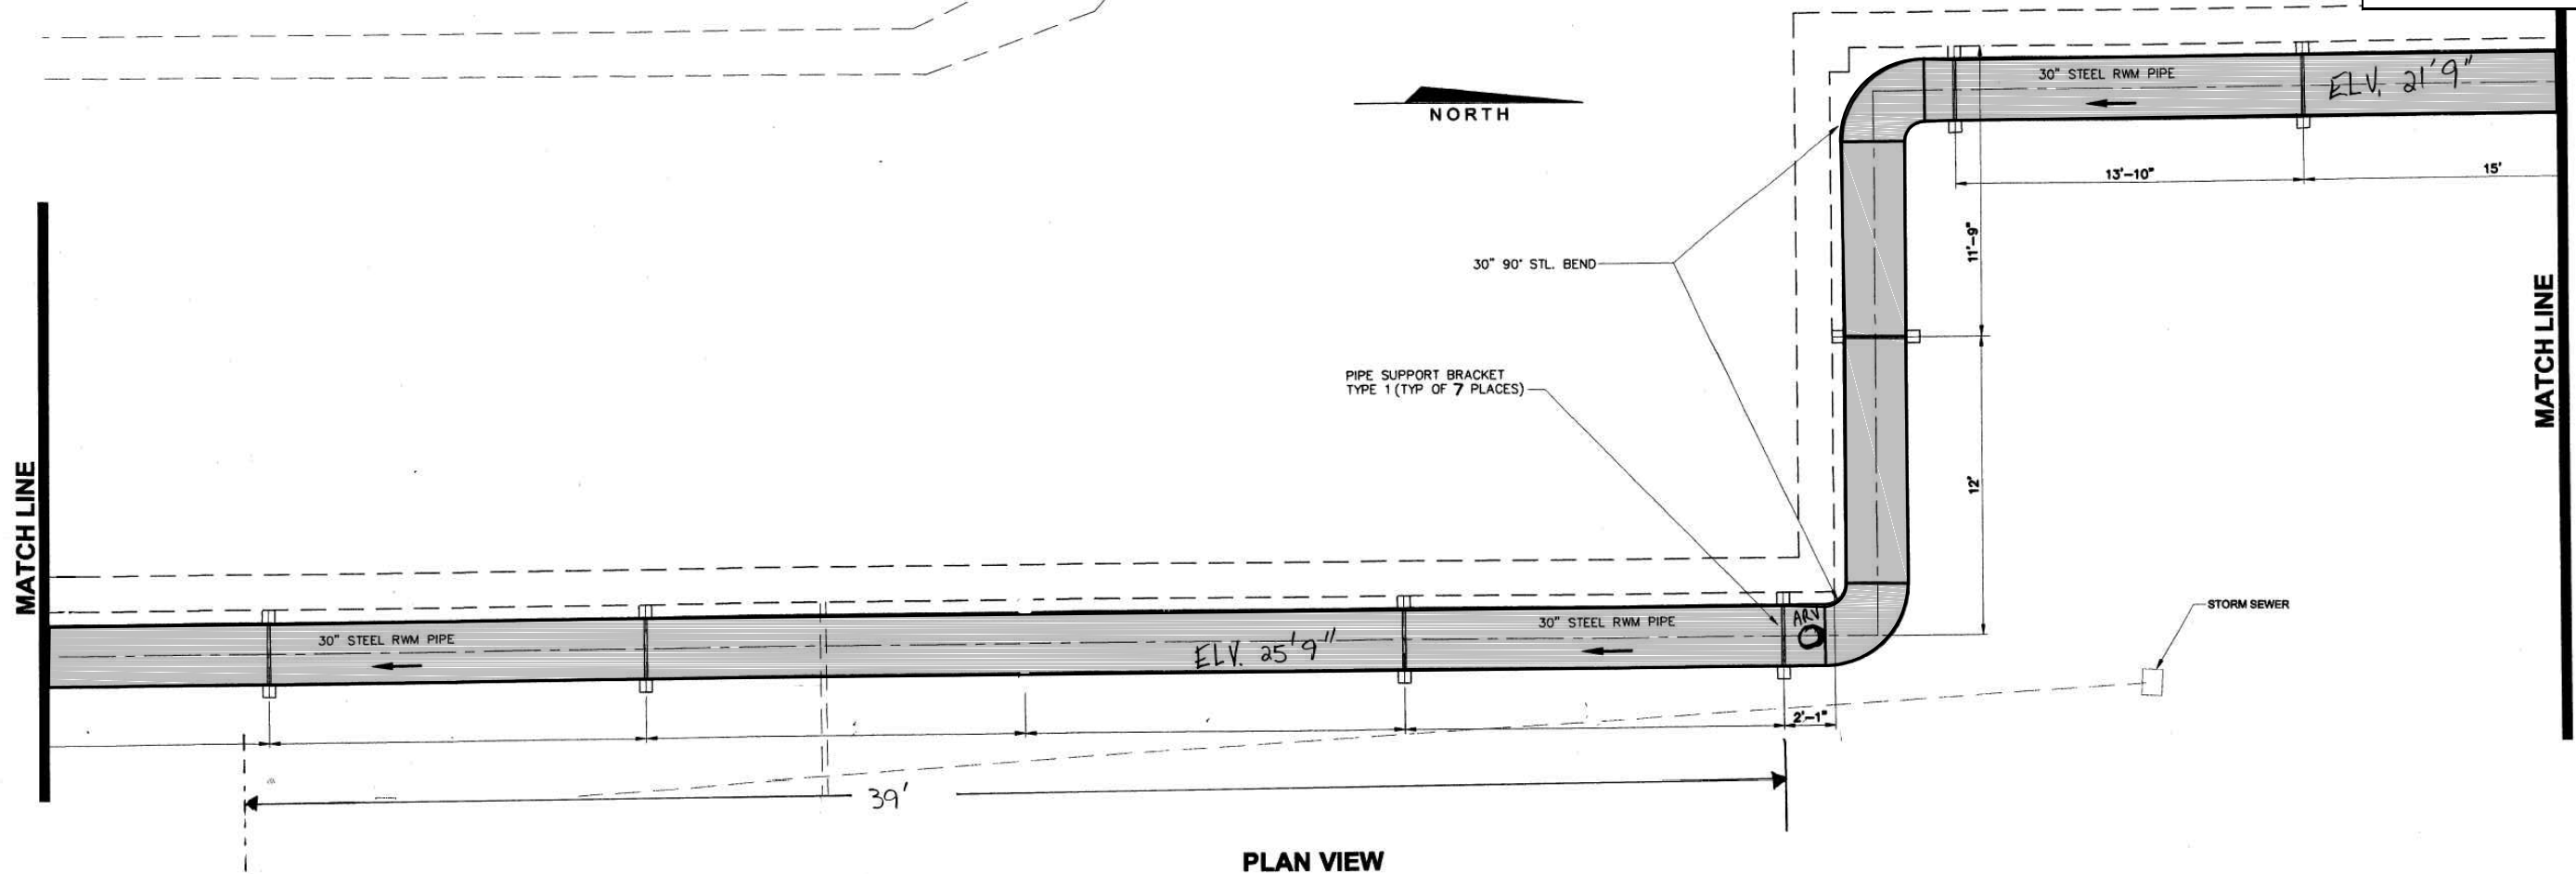 30" STEEL RWM PIPE
ELV. 21'9"
NORTH
13'-10"
15'
11'-9"
30" 90° STL. BEND
MATCH LINE
PIPE SUPPORT BRACKET
TYPE 1 (TYP OF 7 PLACES)
12'
MATCH LINE
STORM SEWER
30" STEEL RWM PIPE
ELV. 25'9"
30" STEEL RWM PIPE
ARV
2'-1"
39'
PLAN VIEW